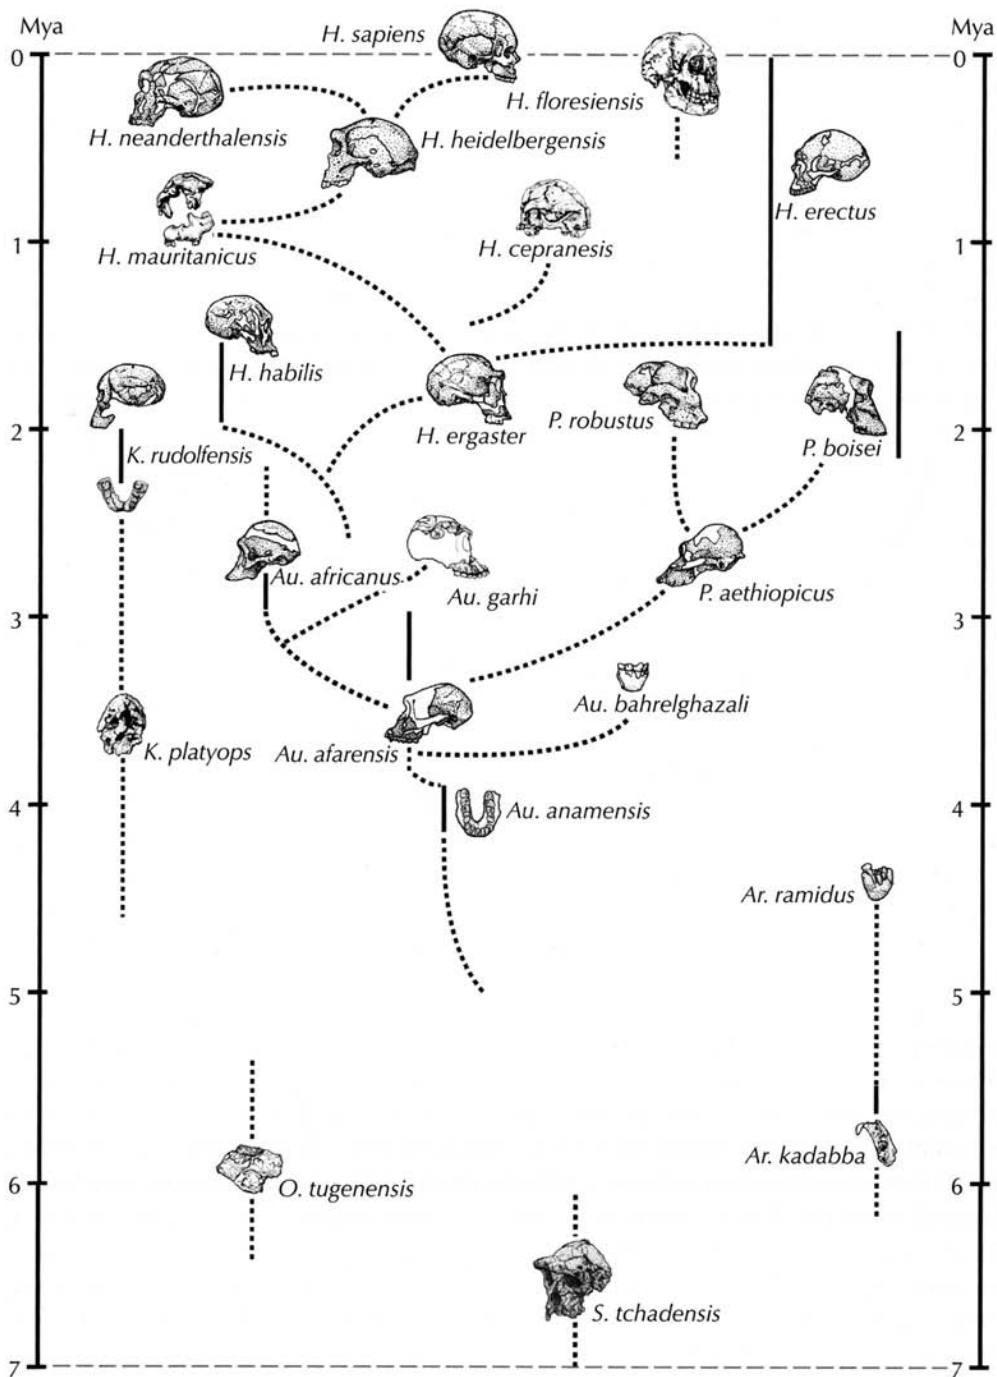 Mya
Mya
H. sapiens
0
0
H. floresiensis
H. neanderthalensis
H. heidelbergensis
H. erectus
1
H. mauritanicus
H. cepranesis
1
H. habilis
P. robustus
2
K. rudolfensis
H. ergaster
P. boisei
2
Au. africanus
Au. garhi
P. aethiopicus
3
3
Au. bahrelghazali
K. platyops
Au. afarensis
4
Au. anamensis
4
Ar. ramidus
5
5
Ar. kadabba
6
O. tugenensis
6
S. tchadensis
7
7